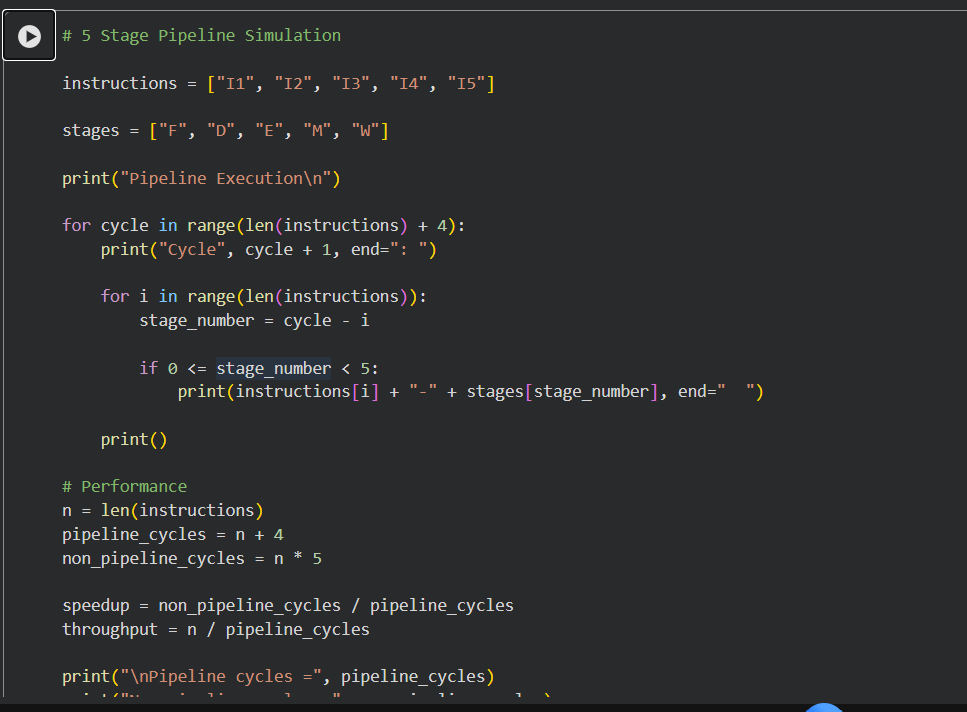 # 5 Stage Pipeline Simulation
instructions = ["I1", "I2", "I3", "I4", "I5"]
stages = ["F", "D", "E", "M", "W"]
print("Pipeline Execution\n")
for cycle in range(len(instructions) + 4):
    print("Cycle", cycle + 1, end=": ")
    for i in range(len(instructions)):
        stage_number = cycle - i
        if 0 <= stage_number < 5:
            print(instructions[i] + "-" + stages[stage_number], end="  ")
    print()
# Performance
n = len(instructions)
pipeline_cycles = n + 4
non_pipeline_cycles = n * 5
speedup = non_pipeline_cycles / pipeline_cycles
throughput = n / pipeline_cycles
print("\nPipeline cycles =", pipeline_cycles)